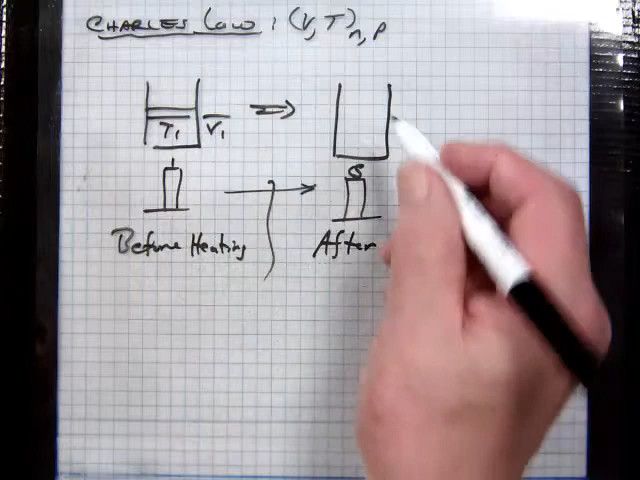 CHARLES LAW : (V, T)n, P
T1 V1
Before Heating After